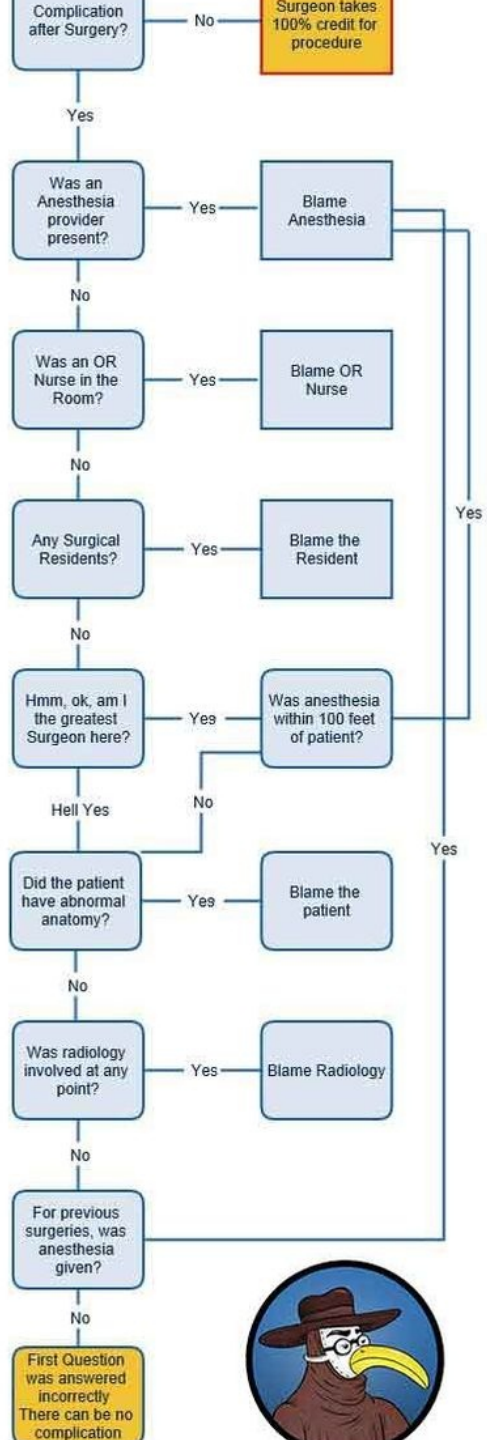 Complication
after Surgery?
No
Surgeon takes
100% credit for
procedure
Yes
Was an
Anesthesia
provider
present?
Yes
Blame
Anesthesia
No
Was an OR
Nurse in the
Room?
Yes
Blame OR
Nurse
No
Any Surgical
Residents?
Yes
Blame the
Resident
Yes
No
Hmm, ok, am I
the greatest
Surgeon here?
Yes
Was anesthesia
within 100 feet
of patient?
Hell Yes
No
Yes
Did the patient
have abnormal
anatomy?
Yes
Blame the
patient
No
Was radiology
involved at any
point?
Yes
Blame Radiology
No
For previous
surgeries, was
anesthesia
given?
No
First Question
was answered
incorrectly
There can be no
complication